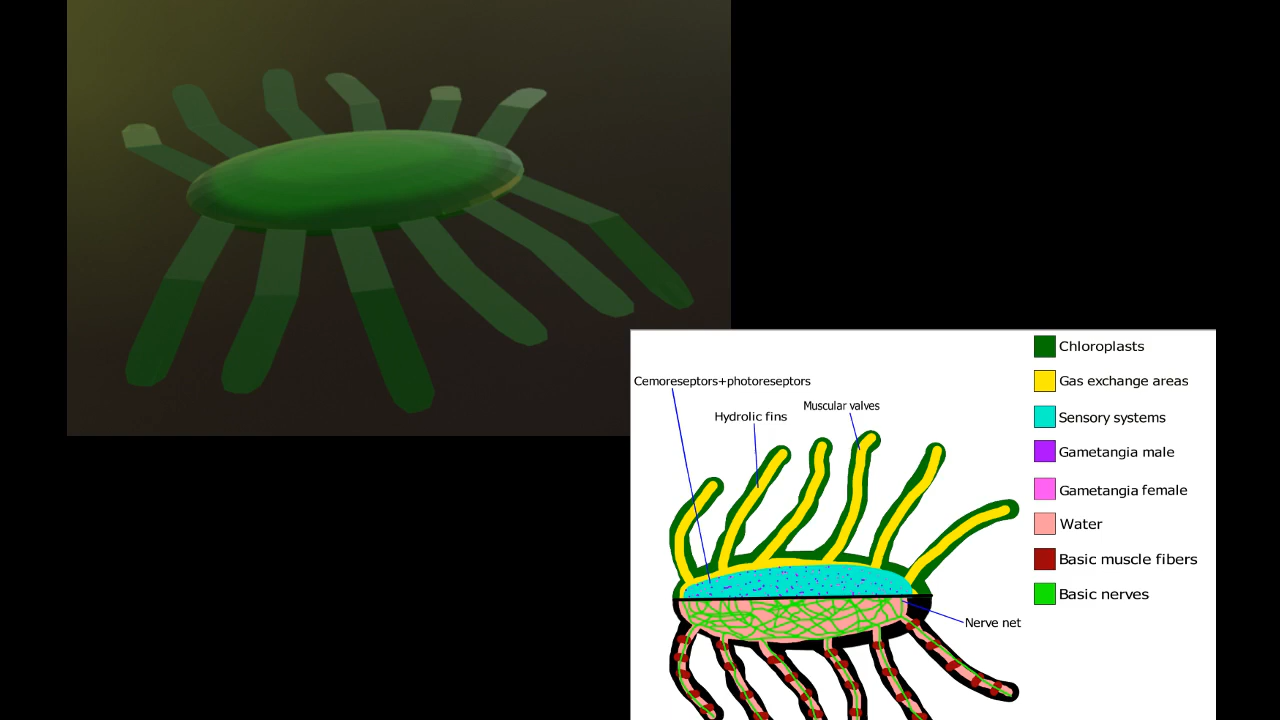 Chloroplasts
Gas exchange areas
Cemoreseptors+photoreseptors
Muscular valves
Hydrolic fins
Sensory systems
Gametangia male
Gametangia female
Water
Basic muscle fibers
Basic nerves
Nerve net